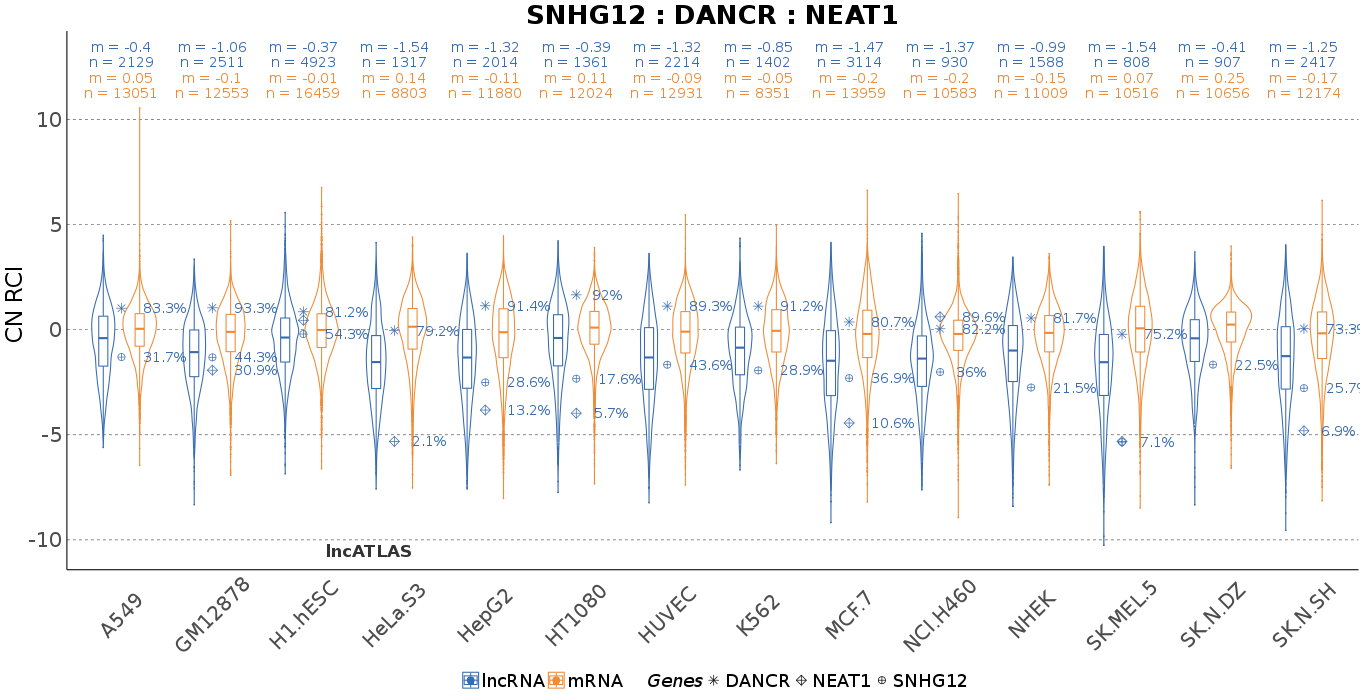 SNHG12 : DANCR : NEAT1
m = -0.4 m = -1.06 m = -0.37 m = -1.54 m = -1.32 m = -0.39 m = -1.32 m = -0.85 m = -1.47 m = -1.37 m = -0.99 m = -1.54 m = -0.41 m = -1.25
n = 2129 n = 2511 n = 4923 n = 1317 n = 2014 n = 1361 n = 2214 n = 1402 n = 3114 n = 930 n = 1588 n = 808 n = 907 n = 2417
m = 0.05 m = -0.1 m = -0.01 m = 0.14 m = -0.11 m = 0.11 m = -0.09 m = -0.05 m = -0.2 m = -0.2 m = -0.15 m = 0.07 m = 0.25 m = -0.17
n = 13051 n = 12553 n = 16459 n = 8803 n = 11880 n = 12024 n = 12931 n = 8351 n = 13959 n = 10583 n = 11009 n = 10516 n = 10656 n = 12174
10
5
0
-5
-10
CN RCI
83.3% 31.7%
93.3% 44.3% 30.9%
81.2% 54.3%
79.2% 2.1%
91.4% 28.6% 13.2%
92% 17.6% 5.7%
89.3% 43.6%
91.2% 28.9%
80.7% 36.9% 10.6%
89.6% 82.2% 36%
81.7% 21.5%
75.2% 7.1%
22.5%
73.3% 25.7% 6.9%
lncATLAS
A549 GM12878 H1.hESC HeLa.S3 HepG2 HT1080 HUVEC K562 MCF.7 NCI.H460 NHEK SK.MEL.5 SK.N.DZ SK.N.SH
lncRNA mRNA Genes DANCR NEAT1 SNHG12